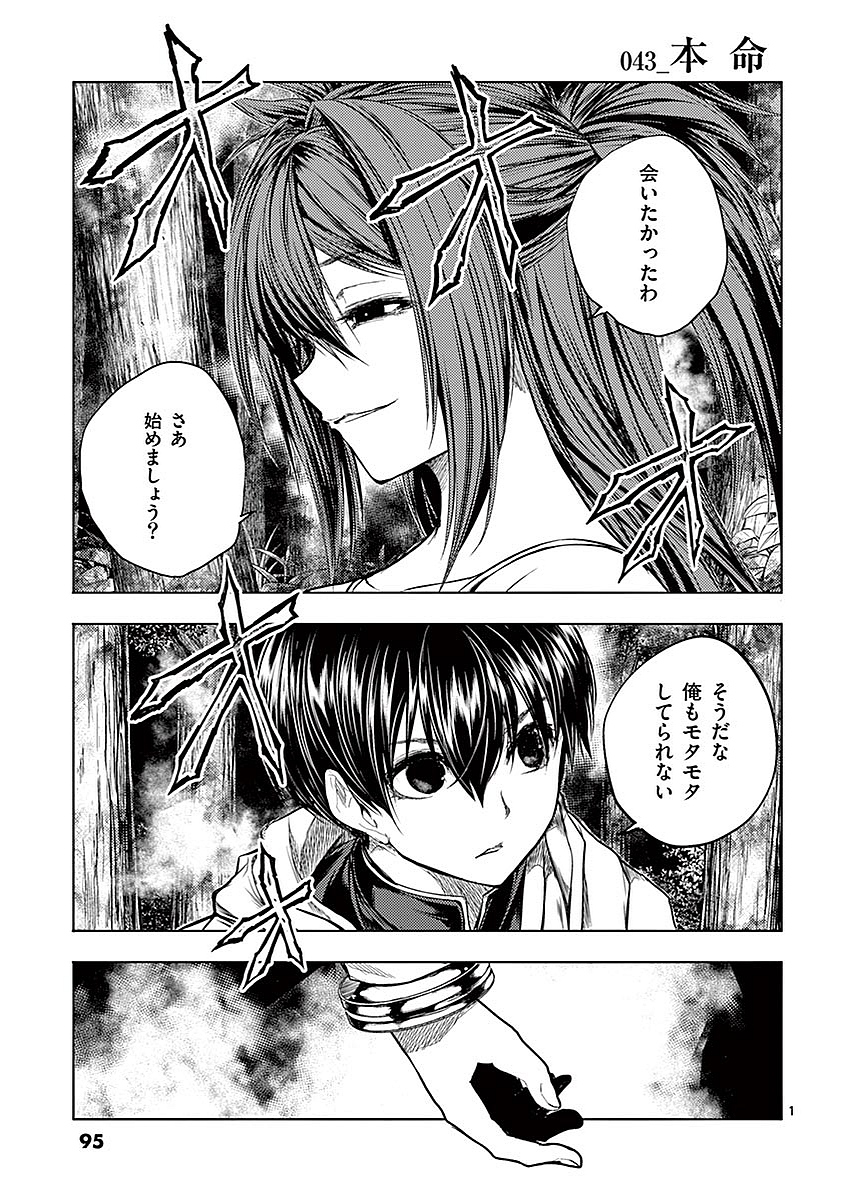 043_本命
会いたかったわ
さあ
始めましょう?
そうだな
俺もモタモタ
してられない
オ
オ
オ
オ
オ
1
95